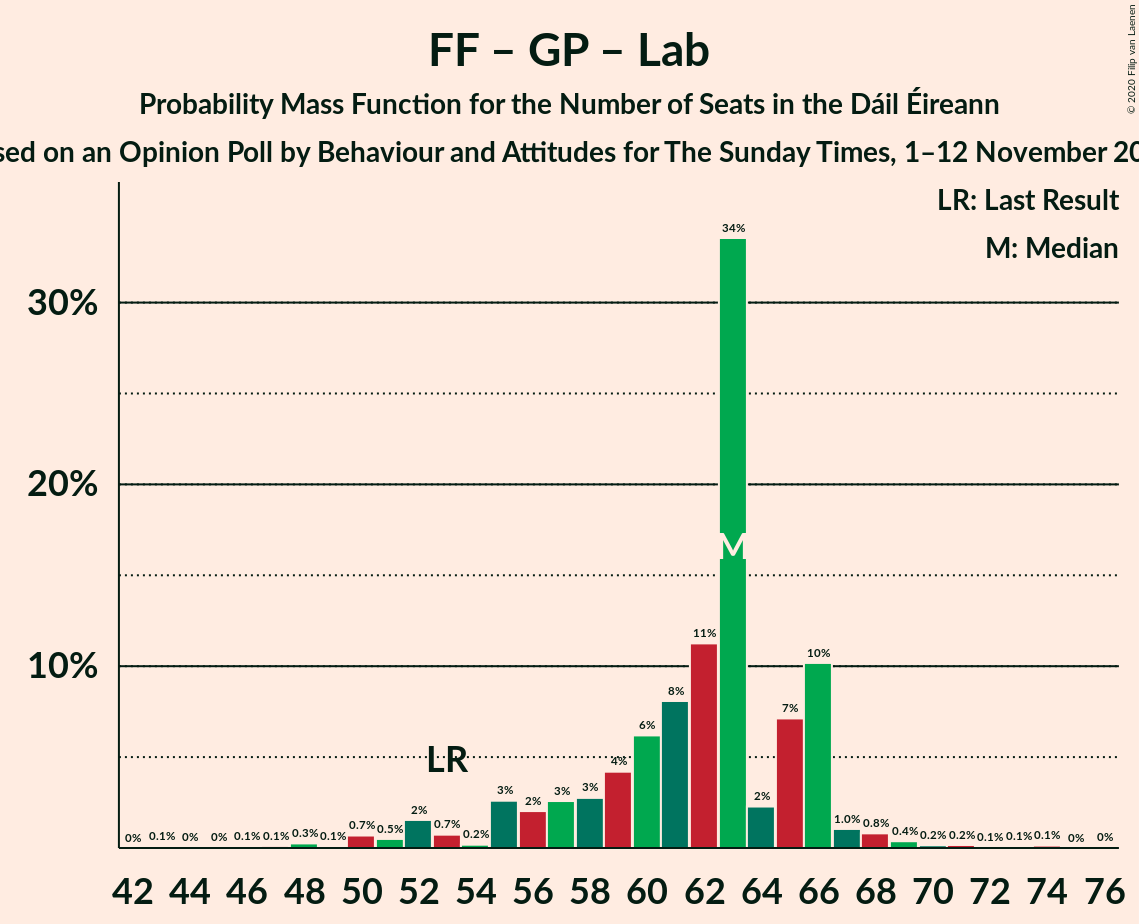 FF – GP – Lab
Probability Mass Function for the Number of Seats in the Dáil Éireann
on an Opinion Poll by Behaviour and Attitudes for The Sunday Times, 1–12 November
© 2020 Filip van Laenen
LR: Last Result
M: Median
30%
20%
10%
LR
M
0% 0.1% 0% 0% 0.1% 0.1% 0.3% 0.1% 0.7% 0.5% 2% 0.7% 0.2% 3% 2% 3% 3% 4% 6% 8% 11% 34% 2% 7% 10% 1.0% 0.8% 0.4% 0.2% 0.2% 0.1% 0.1% 0.1% 0% 0%
42 44 46 48 50 52 54 56 58 60 62 64 66 68 70 72 74 76